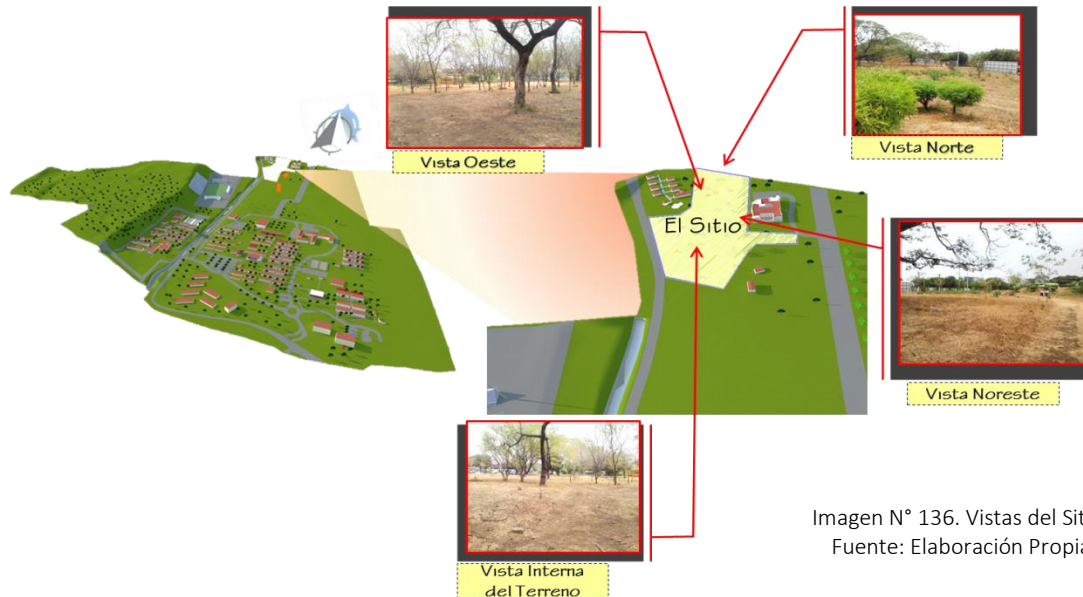 Vista Oeste
Vista Norte
El Sitio
Vista Noreste
Vista Interna
del Terreno
Imagen N° 136. Vistas del Sit
Fuente: Elaboración Propia